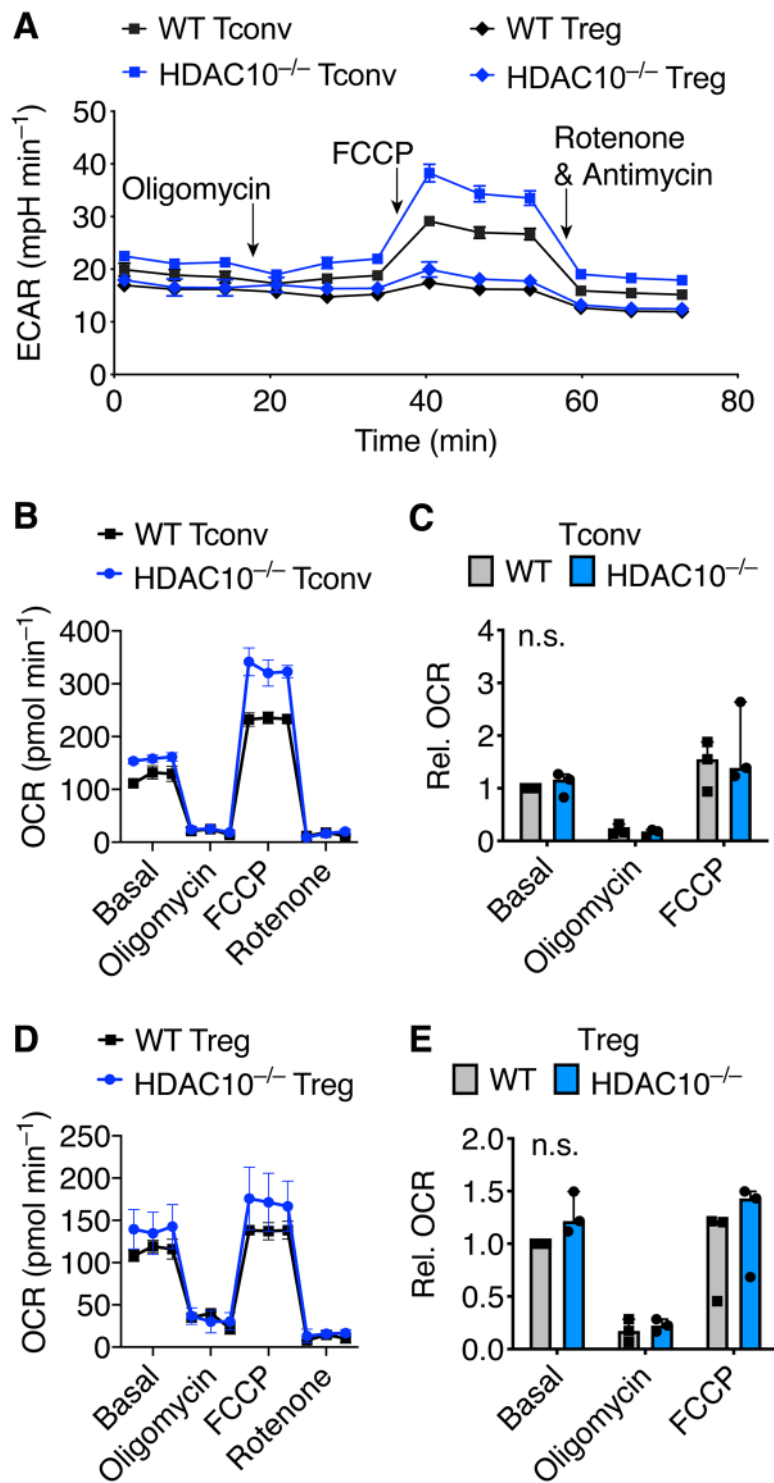 A
WT Tconv
WT Treg
HDAC10–/– Tconv
HDAC10–/– Treg
50
40
30
20
10
0
ECAR (mpH min–1)
Oligomycin
FCCP
Rotenone
& Antimycin
0
20
40
60
80
Time (min)
B
WT Tconv
HDAC10–/– Tconv
400
300
200
100
0
OCR (pmol min–1)
Basal
Oligomycin
FCCP
Rotenone
C
Tconv
WT
HDAC10–/–
4
3
2
1
0
Rel. OCR
n.s.
Basal
Oligomycin
FCCP
D
WT Treg
HDAC10–/– Treg
250
200
150
100
50
0
OCR (pmol min–1)
Basal
Oligomycin
FCCP
Rotenone
E
Treg
WT
HDAC10–/–
2.0
1.5
1.0
0.5
0.0
Rel. OCR
n.s.
Basal
Oligomycin
FCCP